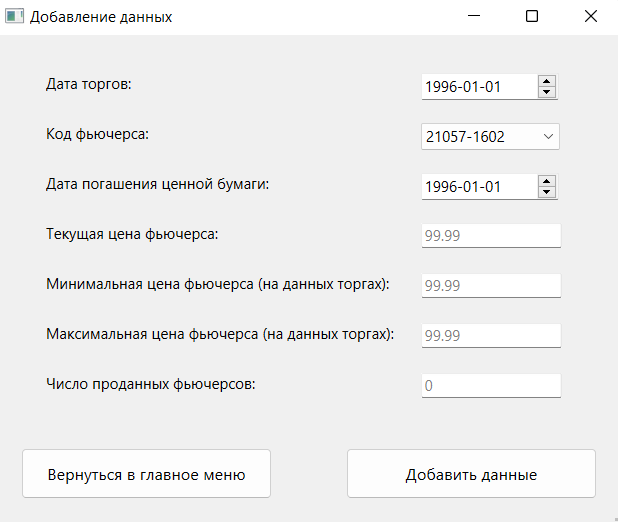 Добавление данных
Дата торгов: 1996-01-01
Код фьючерса: 21057-1602
Дата погашения ценной бумаги: 1996-01-01
Текущая цена фьючерса: 99.99
Минимальная цена фьючерса (на данных торгах): 99.99
Максимальная цена фьючерса (на данных торгах): 99.99
Число проданных фьючерсов: 0
Вернуться в главное меню Добавить данные